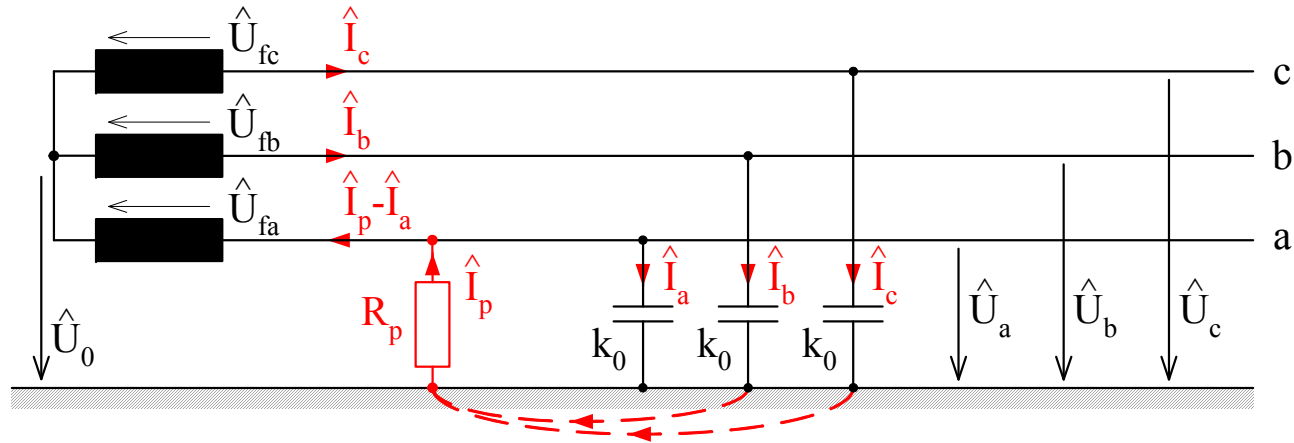 Û_fc Î_c c
Û_fb Î_b b
Û_fa Î_p-Î_a a
Û_0 R_p Î_p Î_a Î_b Î_c Û_a Û_b Û_c
k_0 k_0 k_0